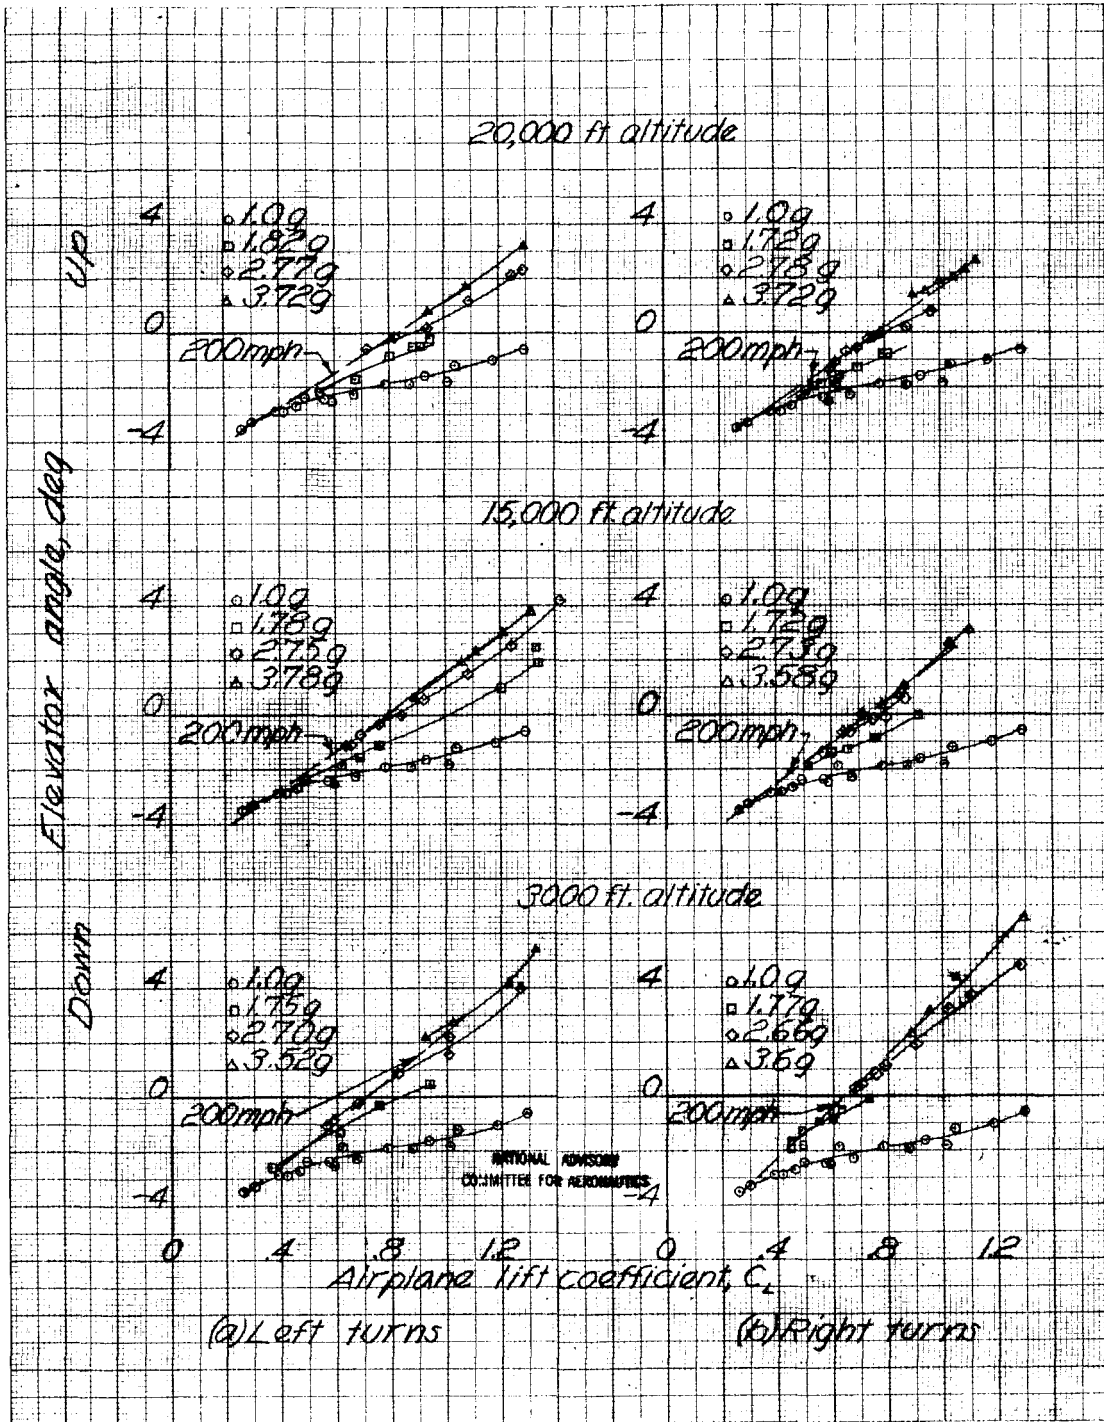 20,000 ft altitude
Up
4
0
-4
1.0g
1.82g
2.77g
3.72g
200mph
4
0
-4
1.0g
1.72g
2.78g
3.72g
200mph
Elevator angle, deg
15,000 ft. altitude
4
0
-4
1.0g
1.78g
2.75g
3.78g
200mph
4
0
-4
1.0g
1.72g
2.73g
3.58g
200mph
Down
3000 ft. altitude
4
0
-4
1.0g
1.75g
2.70g
3.52g
200mph
4
0
-4
1.0g
1.77g
2.66g
3.6g
200mph
NATIONAL ADVISORY
COMMITTEE FOR AERONAUTICS
0 .4 .8 1.2
0 .4 .8 1.2
Airplane lift coefficient, C_L
(a) Left turns
(b) Right turns